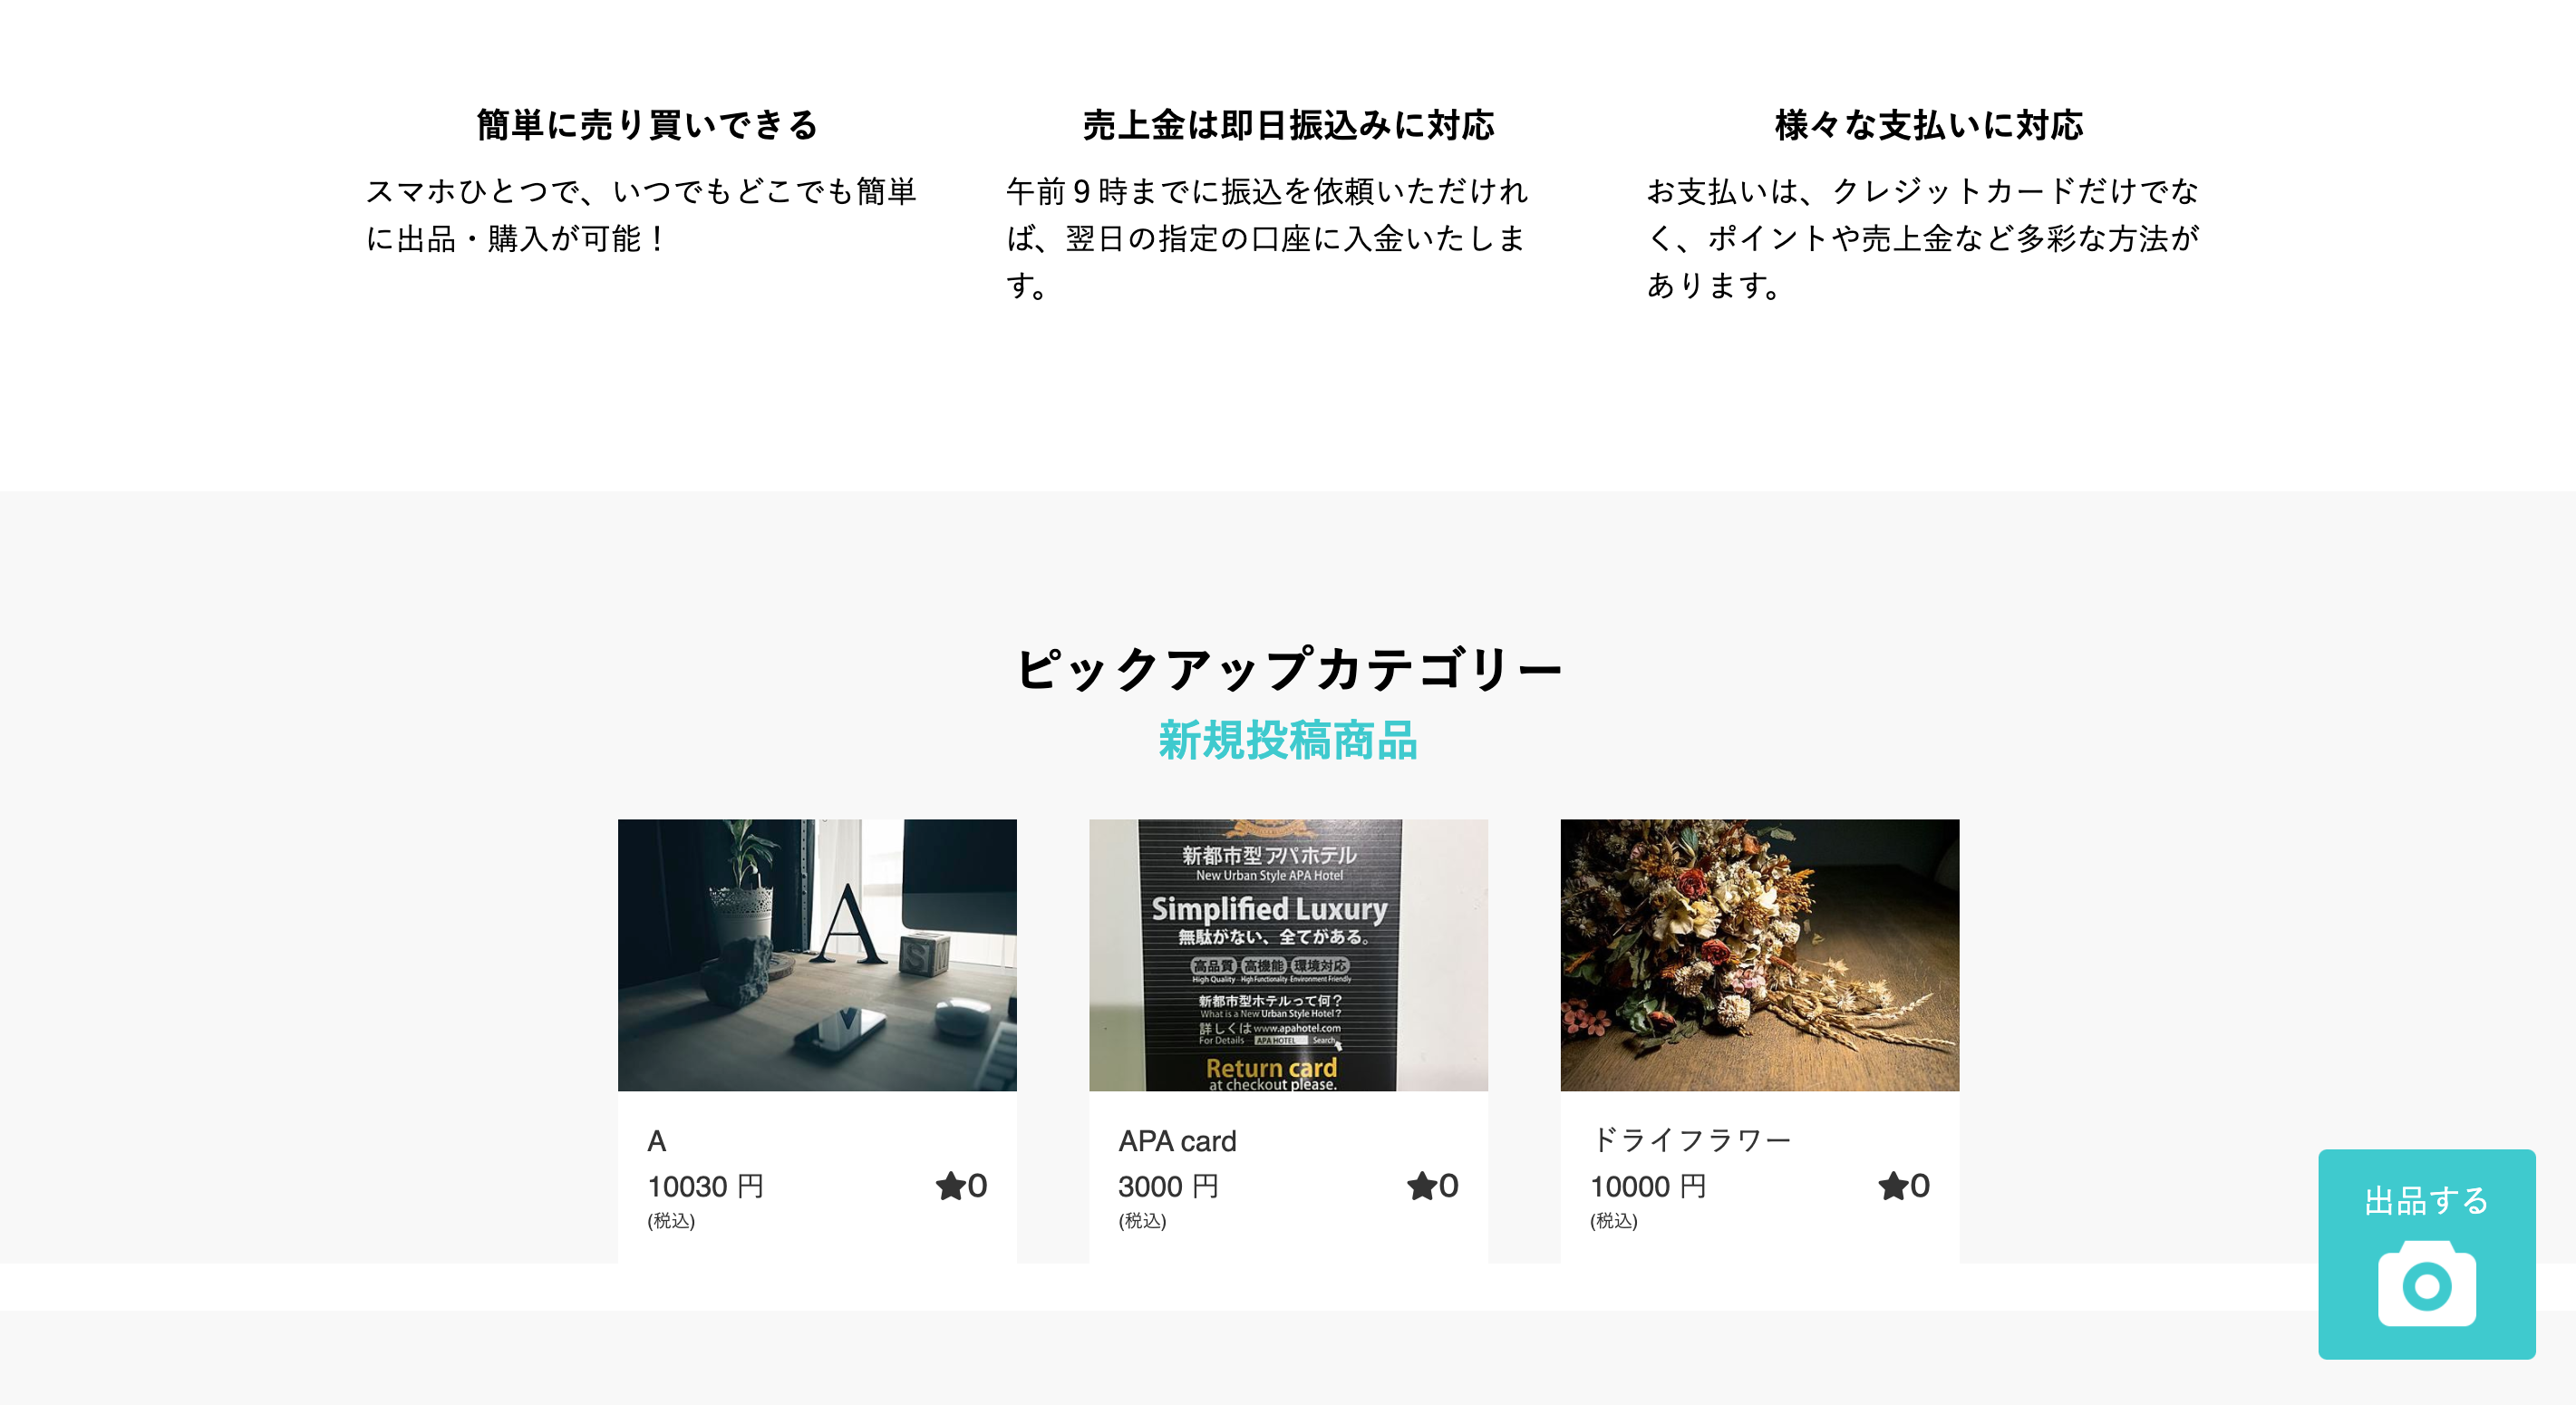 簡単に売り買いできる
スマホひとつで、いつでもどこでも簡単
に出品・購入が可能！
売上金は即日振込みに対応
午前９時までに振込を依頼いただけれ
ば、翌日の指定の口座に入金いたしま
す。
様々な支払いに対応
お支払いは、クレジットカードだけでな
く、ポイントや売上金など多彩な方法が
あります。
ピックアップカテゴリー
新規投稿商品
A
S
新都市型 アパホテル
New Urban Style APA Hotel
Simplified Luxury
無駄がない、全てがある。
高品質 高機能 環境対応
High Quality High Functionality Environment Friendly
新都市型ホテルって何？
What is a New Urban Style Hotel?
詳しくは www.apahotel.com
For Details APA HOTEL Search
Return card
at checkout please.
A
10030 円
★0
(税込)
APA card
3000 円
★0
(税込)
ドライフラワー
10000 円
★0
(税込)
出品する